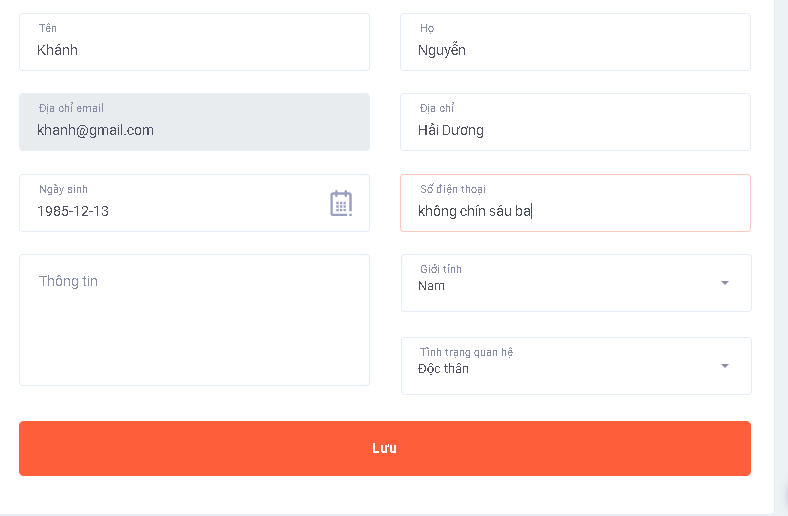 Tên
Khánh
Họ
Nguyễn
Địa chỉ email
khanh@gmail.com
Địa chỉ
Hải Dương
Ngày sinh
1985-12-13
Số điện thoại
không chín sáu ba
Thông tin
Giới tính
Nam
Tình trạng quan hệ
Độc thân
Lưu